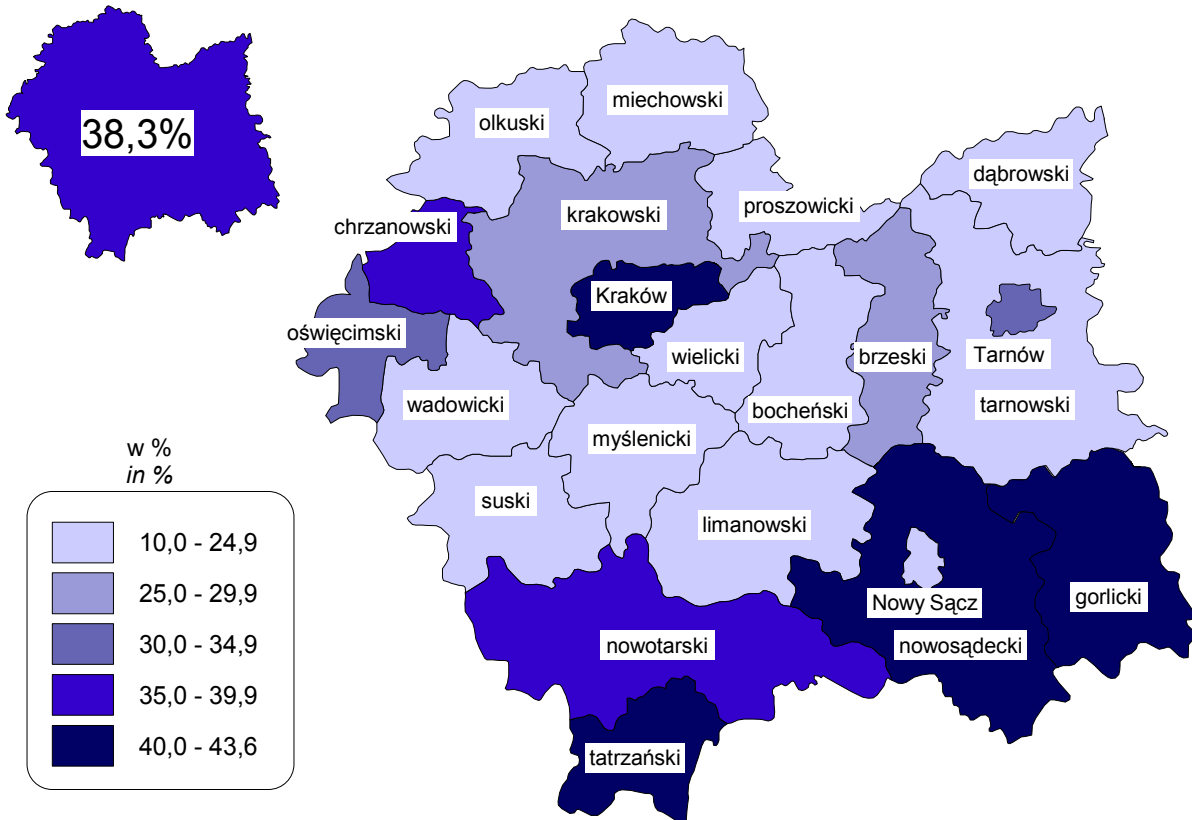 38,3%
miechowski
olkuski
dąbrowski
proszowicki
krakowski
chrzanowski
Kraków
oświęcimski
wielicki
brzeski
Tarnów
wadowicki
bocheński
tarnowski
myślenicki
suski
limanowski
Nowy Sącz
gorlicki
nowotarski
nowosądecki
tatrzański
w %
in %
10,0 - 24,9
25,0 - 29,9
30,0 - 34,9
35,0 - 39,9
40,0 - 43,6